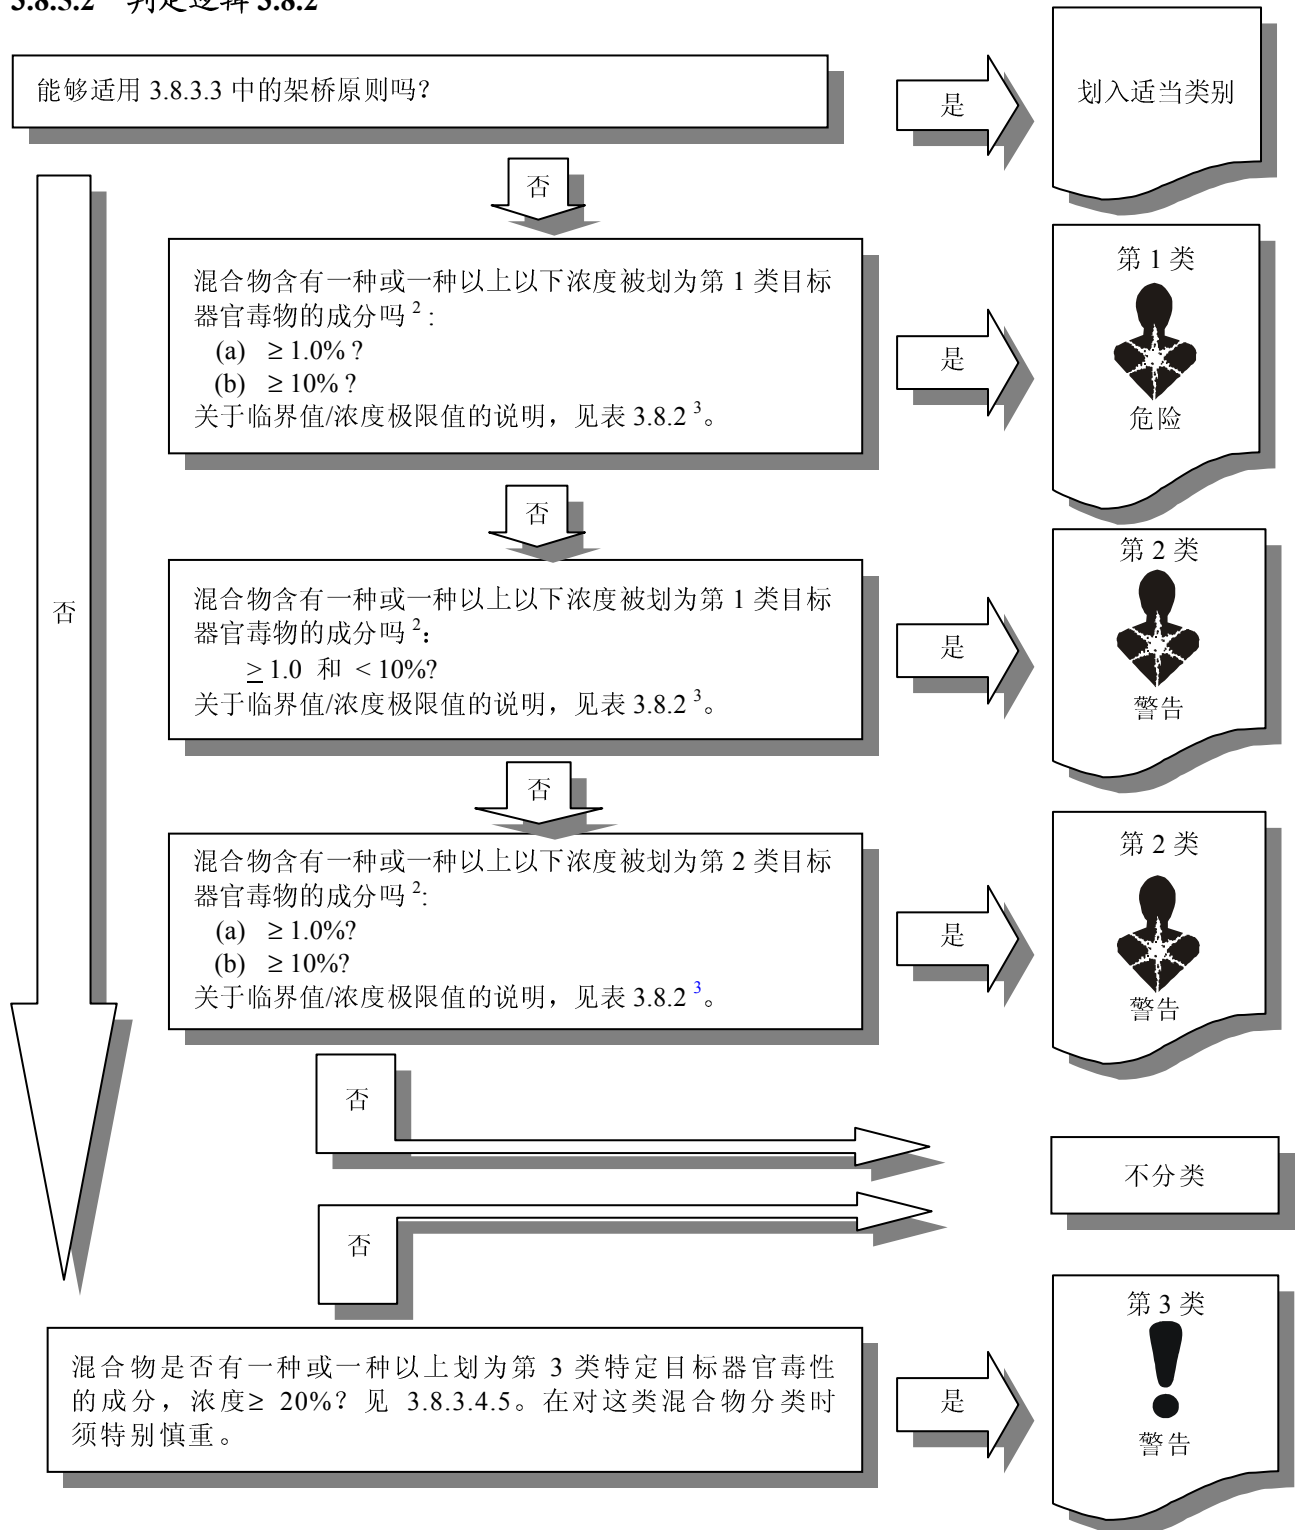 3.8.5.2 判定逻辑 3.8.2
能够适用 3.8.3.3 中的架桥原则吗？
是
划入适当类别
否
混合物含有一种或一种以上以下浓度被划为第 1 类目标
器官毒物的成分吗 2 :
(a) ≥ 1.0% ?
(b) ≥ 10% ?
关于临界值/浓度极限值的说明，见表 3.8.2 3。
是
第 1 类
危险
否
混合物含有一种或一种以上以下浓度被划为第 1 类目标
器官毒物的成分吗 2：
≥ 1.0 和 < 10%?
关于临界值/浓度极限值的说明，见表 3.8.2 3。
是
第 2 类
警告
否
否
混合物含有一种或一种以上以下浓度被划为第 2 类目标
器官毒物的成分吗 2:
(a) ≥ 1.0%?
(b) ≥ 10%?
关于临界值/浓度极限值的说明，见表 3.8.2 3。
是
第 2 类
警告
否
不分类
否
混合物是否有一种或一种以上划为第 3 类特定目标器官毒性
的成分，浓度≥ 20%？见 3.8.3.4.5。在对这类混合物分类时
须特别慎重。
是
第 3 类
警告